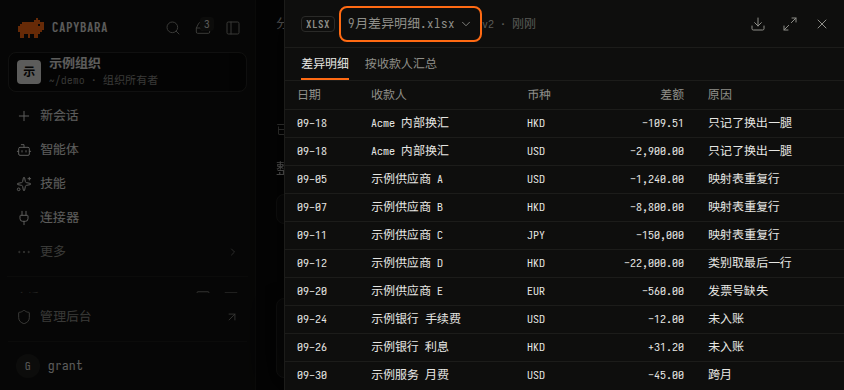 CAPYBARA
3
示 示例组织
~/demo · 组织所有者
新会话
智能体
技能
连接器
更多
管理后台
G grant
XLSX 9月差异明细.xlsx v2 · 刚刚
差异明细 按收款人汇总
日期 收款人 币种 差额 原因
09-18 Acme 内部换汇 HKD -109.51 只记了换出一腿
09-18 Acme 内部换汇 USD -2,900.00 只记了换出一腿
09-05 示例供应商 A USD -1,240.00 映射表重复行
09-07 示例供应商 B HKD -8,800.00 映射表重复行
09-11 示例供应商 C JPY -150,000 映射表重复行
09-12 示例供应商 D HKD -22,000.00 类别取最后一行
09-20 示例供应商 E EUR -560.00 发票号缺失
09-24 示例银行 手续费 USD -12.00 未入账
09-26 示例银行 利息 HKD +31.20 未入账
09-30 示例服务 月费 USD -45.00 跨月